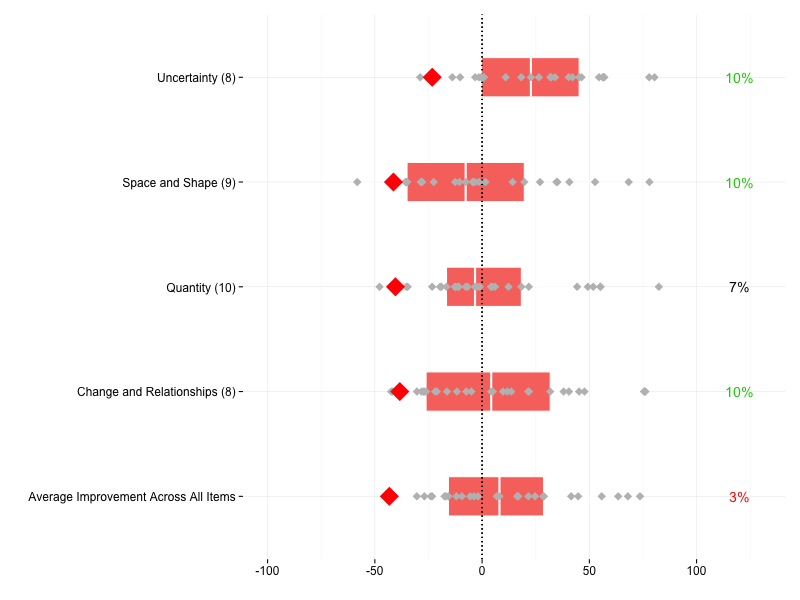 Uncertainty (8) 10%
Space and Shape (9) 10%
Quantity (10) 7%
Change and Relationships (8) 10%
Average Improvement Across All Items 3%
-100 -50 0 50 100